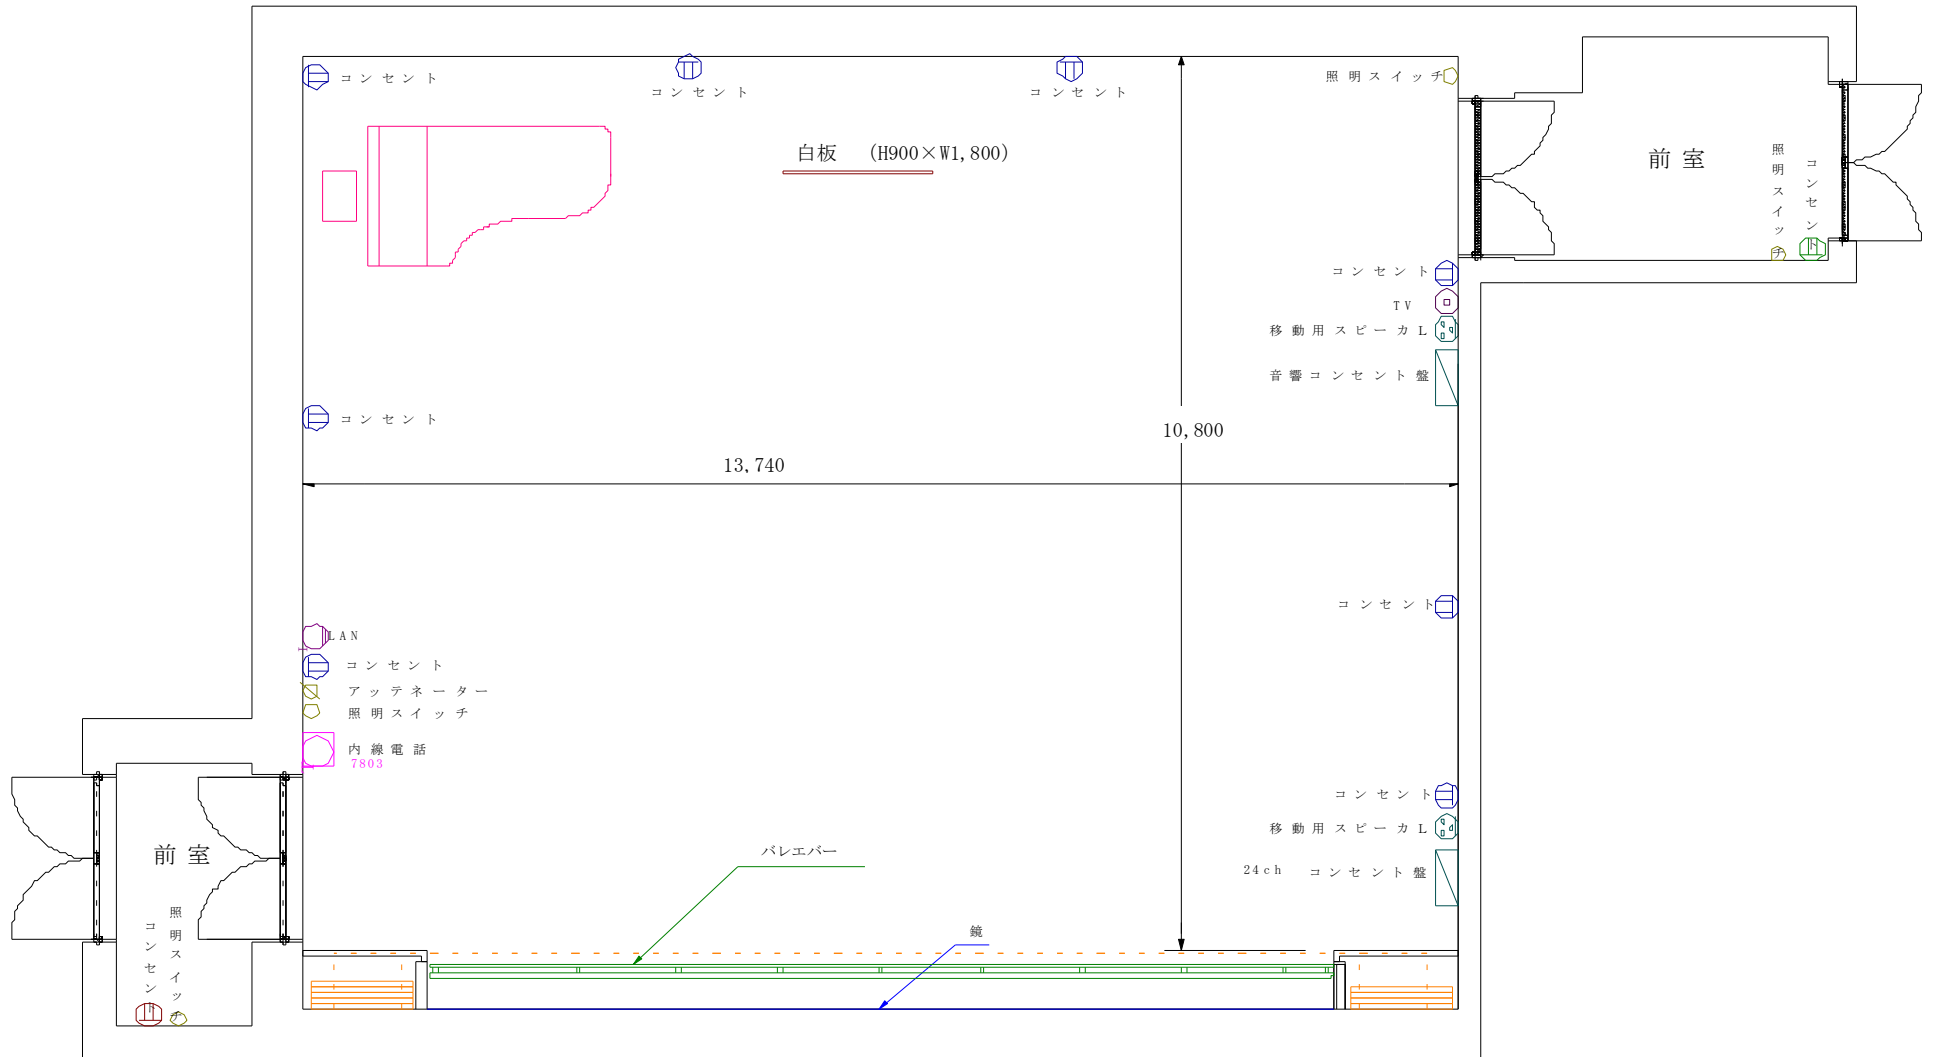 コンセント
コンセント
コンセント
照明スイッチ
白板 (H900×W1,800)
前室
照明スイッチ
コンセント
コンセント
TV
移動用スピーカL
音響コンセント盤
コンセント
10,800
13,740
コンセント
LAN
コンセント
アッテネーター
照明スイッチ
内線電話
7803
コンセント
移動用スピーカL
24ch コンセント盤
前室
バレエバー
鏡
照明スイッチ
コンセント